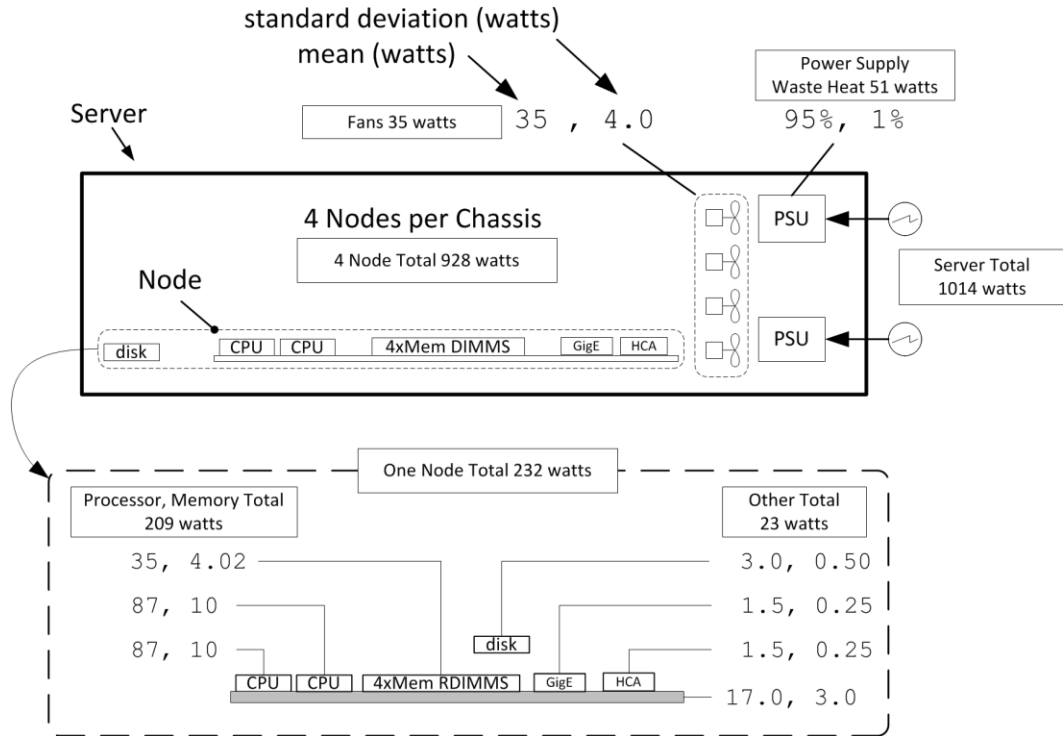 standard deviation (watts)
mean (watts)
Power Supply
Waste Heat 51 watts
Server
Fans 35 watts
35 , 4.0
95%, 1%
4 Nodes per Chassis
4 Node Total 928 watts
PSU
Server Total
1014 watts
Node
PSU
disk
CPU
CPU
4xMem DIMMS
GigE
HCA
One Node Total 232 watts
Processor, Memory Total
209 watts
Other Total
23 watts
35, 4.02
3.0, 0.50
87, 10
1.5, 0.25
87, 10
disk
1.5, 0.25
CPU
CPU
4xMem RDIMMS
GigE
HCA
17.0, 3.0